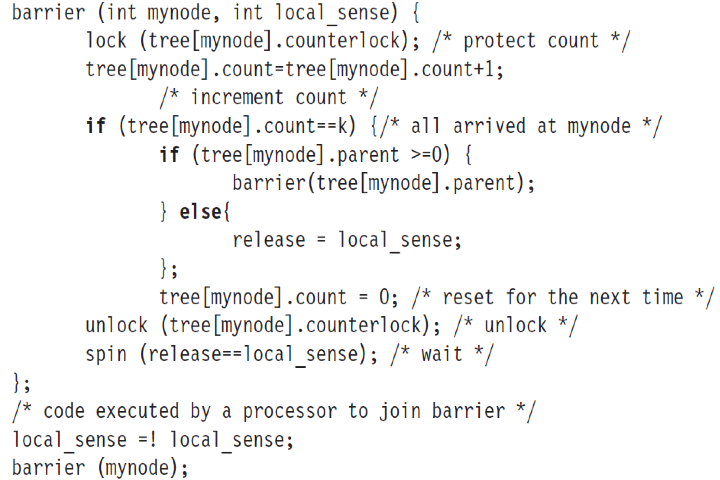 barrier (int mynode, int local_sense) {
lock (tree[mynode].counterlock); /* protect count */
tree[mynode].count=tree[mynode].count+1;
/* increment count */
if (tree[mynode].count==k) {/* all arrived at mynode */
if (tree[mynode].parent >=0) {
barrier(tree[mynode].parent);
} else{
release = local_sense;
};
tree[mynode].count = 0; /* reset for the next time */
unlock (tree[mynode].counterlock); /* unlock */
spin (release==local_sense); /* wait */
};
/* code executed by a processor to join barrier */
local_sense =! local_sense;
barrier (mynode);